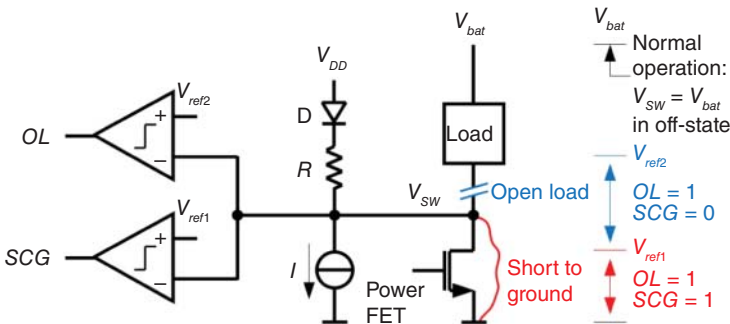 V_bat
V_bat
Normal
operation:
V_SW = V_bat
in off-state
V_DD
V_ref2
+
−
OL
D
R
Load
V_SW
Open load
V_ref2
OL = 1
SCG = 0
V_ref1
+
−
SCG
I
Power
FET
Short to
ground
V_ref1
OL = 1
SCG = 1